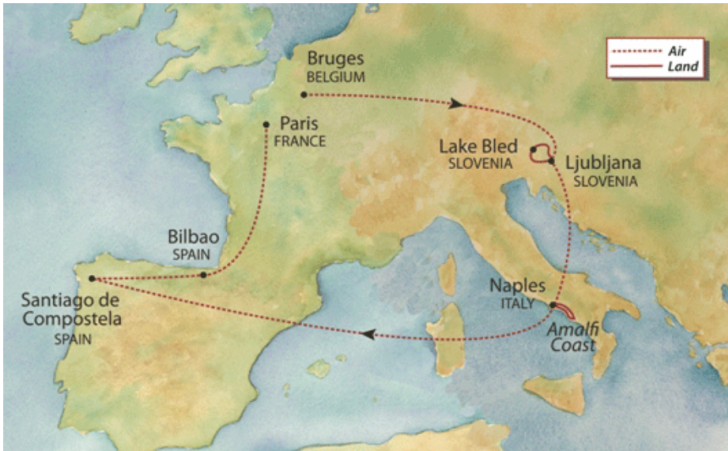 Bruges
BELGIUM
Air
Land
Paris
FRANCE
Lake Bled
SLOVENIA
Ljubljana
SLOVENIA
Bilbao
SPAIN
Santiago de
Compostela
SPAIN
Naples
ITALY
Amalfi
Coast